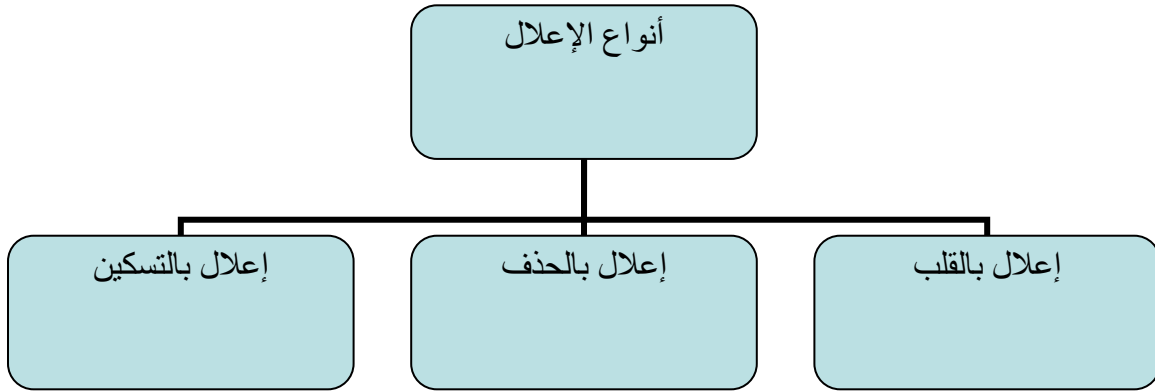 أنواع الإعلال
إعلال بالقلب
إعلال بالحذف
إعلال بالتسكين